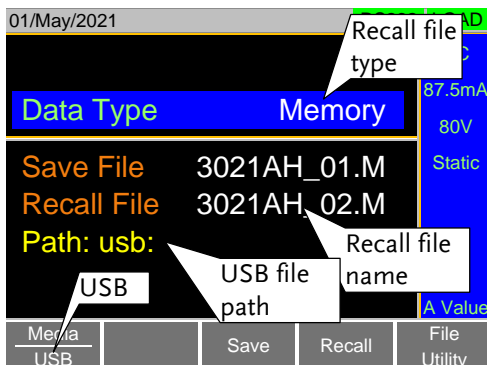 01/May/2021
Recall file
type
AD
87.5mA
Data Type Memory
80V
Save File 3021AH_01.M
Static
Recall File 3021AH_02.M
Path: usb:
Recall file
name
USB file
path
USB
A Value
Media
USB
Save
Recall
File
Utility